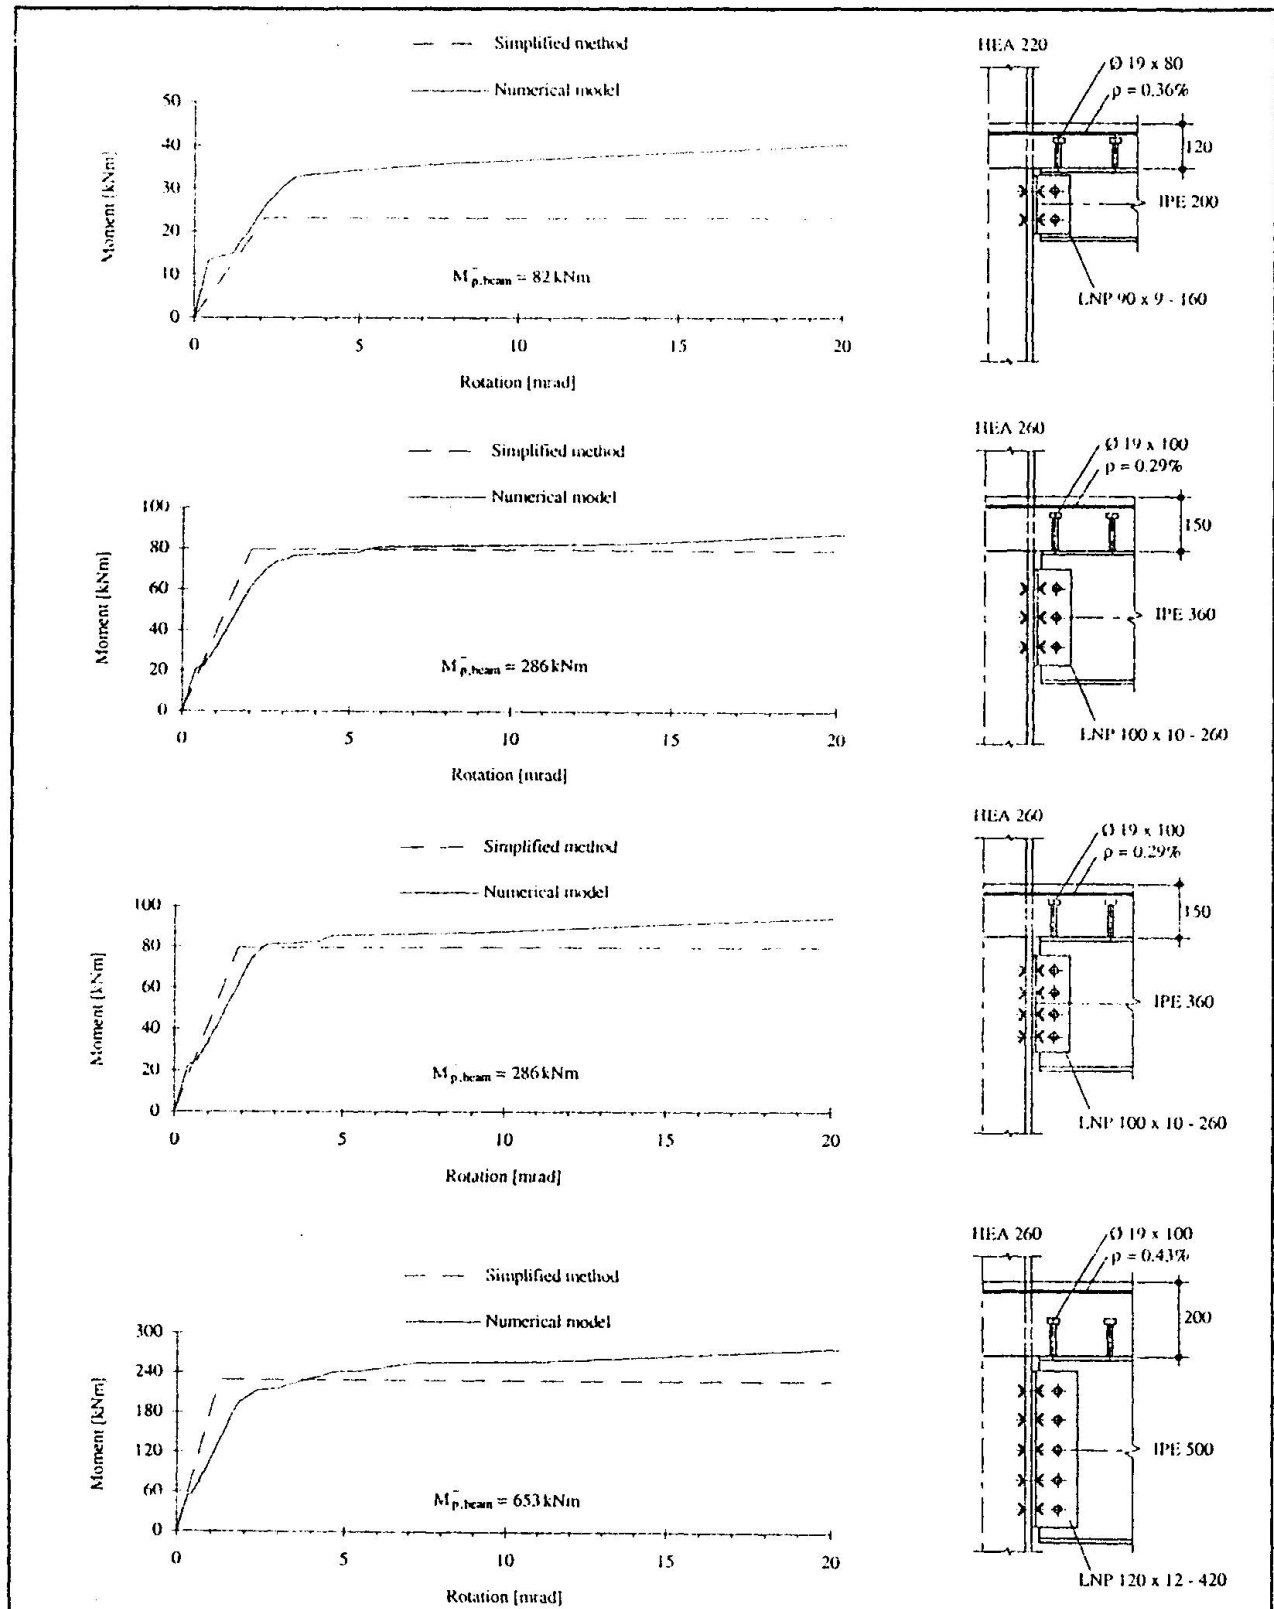 Simplified method
Numerical model
Moment [kNm]
50
40
30
20
10
0
0 5 10 15 20
M⁻p,beam = 82 kNm
Rotation [mrad]
HEA 220
Ø 19 x 80
ρ = 0.36%
120
IPE 200
LNP 90 x 9 - 160
Simplified method
Numerical model
Moment [kNm]
100
80
60
40
20
0
0 5 10 15 20
M⁻p,beam = 286 kNm
Rotation [mrad]
HEA 260
Ø 19 x 100
ρ = 0.29%
150
IPE 360
LNP 100 x 10 - 260
Simplified method
Numerical model
Moment [kNm]
100
80
60
40
20
0
0 5 10 15 20
M⁻p,beam = 286 kNm
Rotation [mrad]
HEA 260
Ø 19 x 100
ρ = 0.29%
150
IPE 360
LNP 100 x 10 - 260
Simplified method
Numerical model
Moment [kNm]
300
240
180
120
60
0
0 5 10 15 20
M⁻p,beam = 653 kNm
Rotation [mrad]
HEA 260
Ø 19 x 100
ρ = 0.43%
200
IPE 500
LNP 120 x 12 - 420